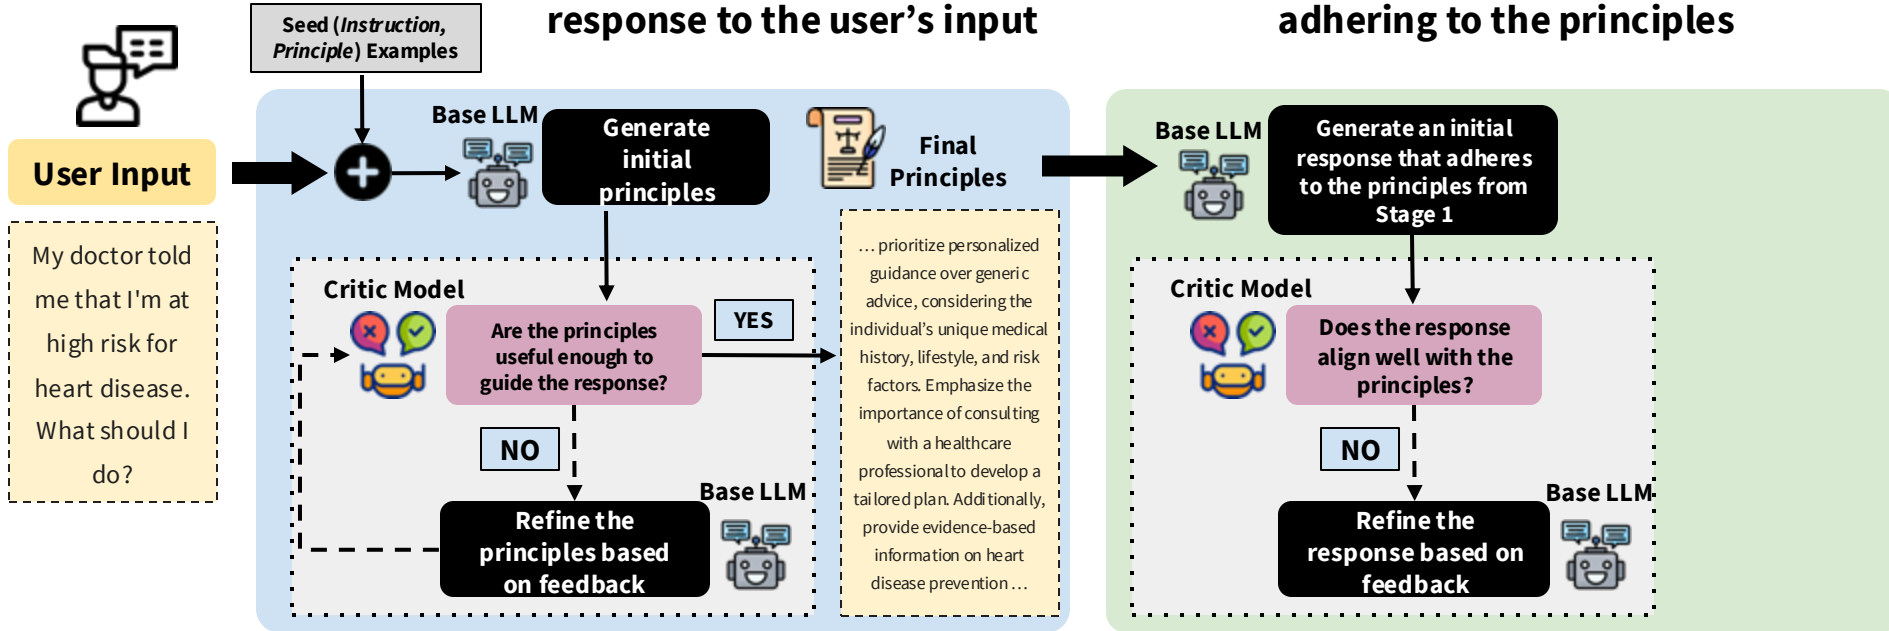 response to the user's input
adhering to the principles
Seed (Instruction,
Principle) Examples
User Input
My doctor told
me that I'm at
high risk for
heart disease.
What should I
do?
Base LLM
Generate
initial
principles
Final
Principles
Critic Model
Are the principles
useful enough to
guide the response?
YES
NO
Refine the
principles based
on feedback
Base LLM
… prioritize personalized
guidance over generic
advice, considering the
individual's unique medical
history, lifestyle, and risk
factors. Emphasize the
importance of consulting
with a healthcare
professional to develop a
tailored plan. Additionally,
provide evidence-based
information on heart
disease prevention …
Base LLM
Generate an initial
response that adheres
to the principles from
Stage 1
Critic Model
Does the response
align well with the
principles?
NO
Refine the
response based on
feedback
Base LLM